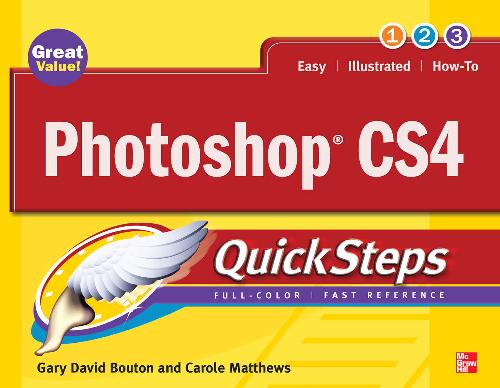 Great
Value!
1 2 3
Easy | Illustrated | How-To
Photoshop® CS4
QuickSteps
FULL-COLOR | FAST REFERENCE
Gary David Bouton and Carole Matthews
Mc
Graw
Hill